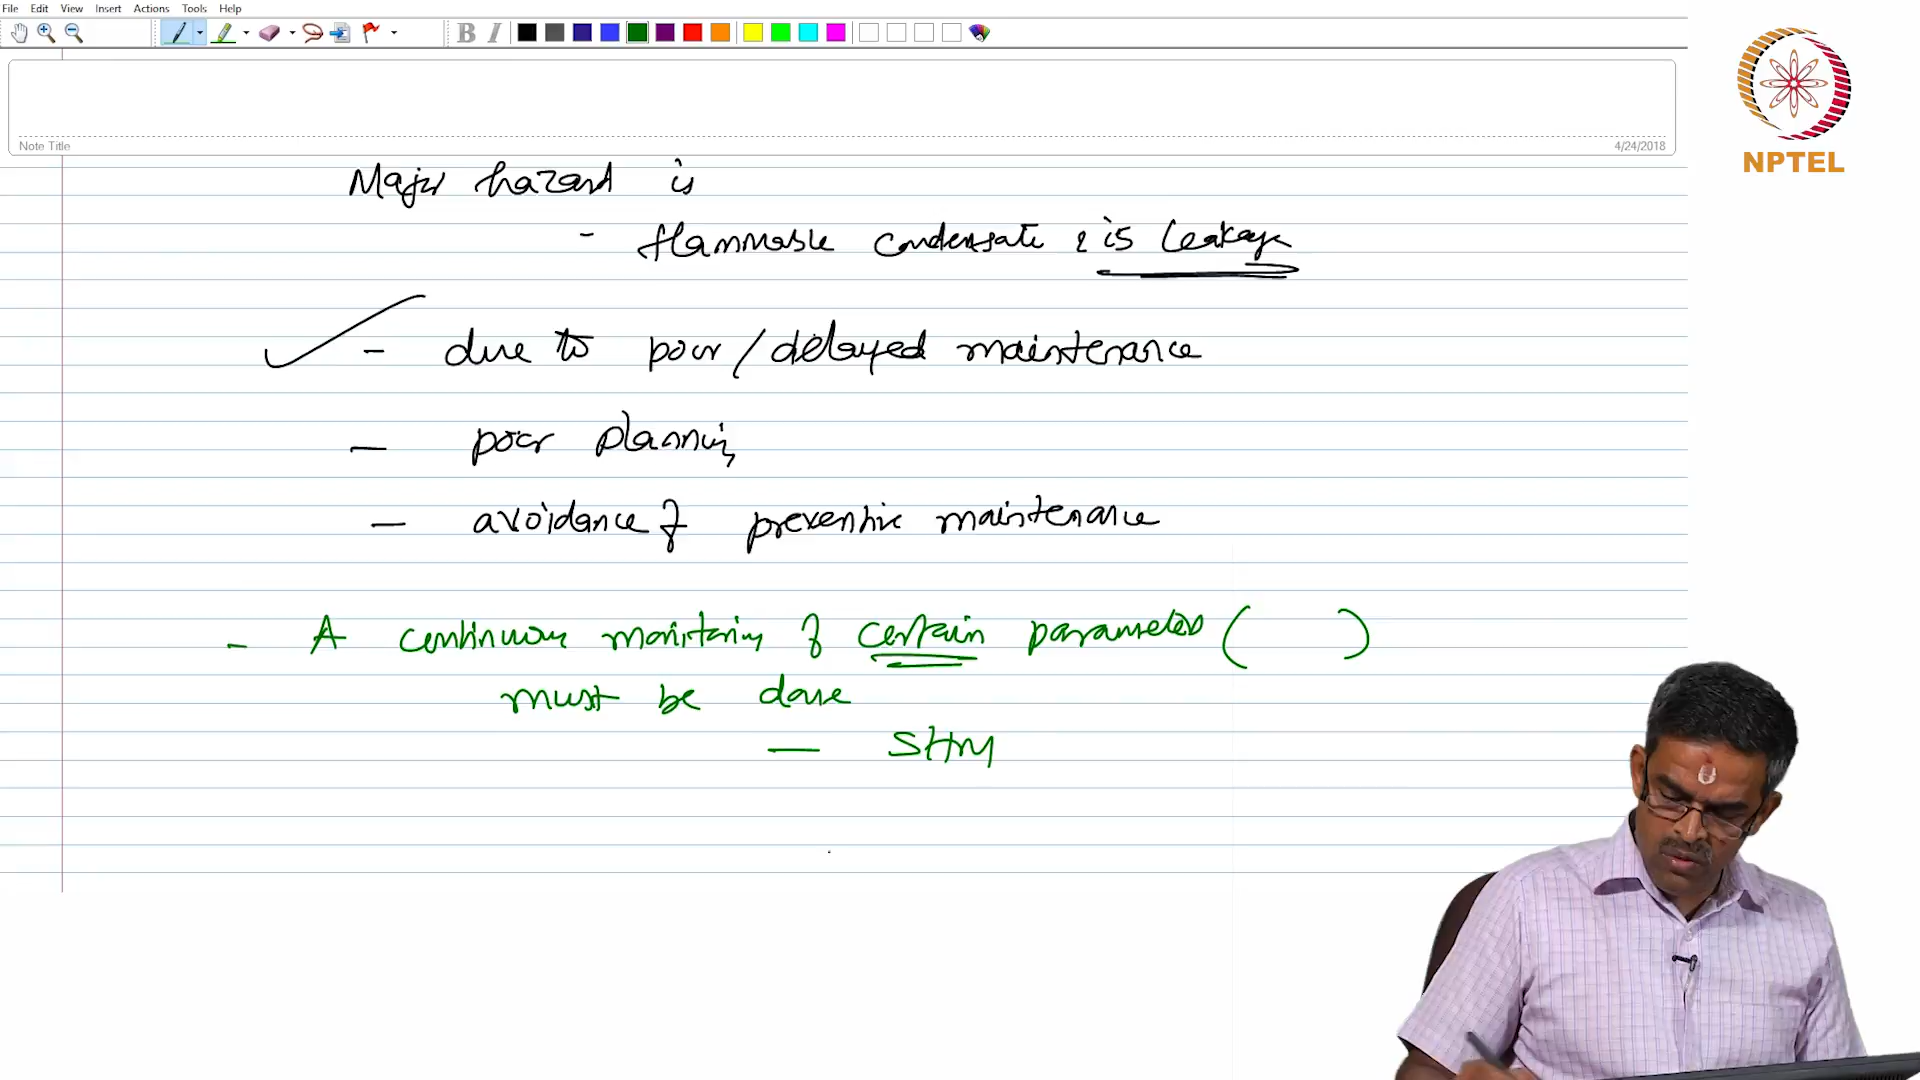 File Edit View Insert Actions Tools Help
B I
Note Title
4/24/2018
NPTEL
Major hazard is
- flammable condensate & its leakage
- due to poor/delayed maintenance
- poor planning
- avoidance of preventive maintenance
- A continuous monitoring of certain parameters ( )
must be done
- SHM